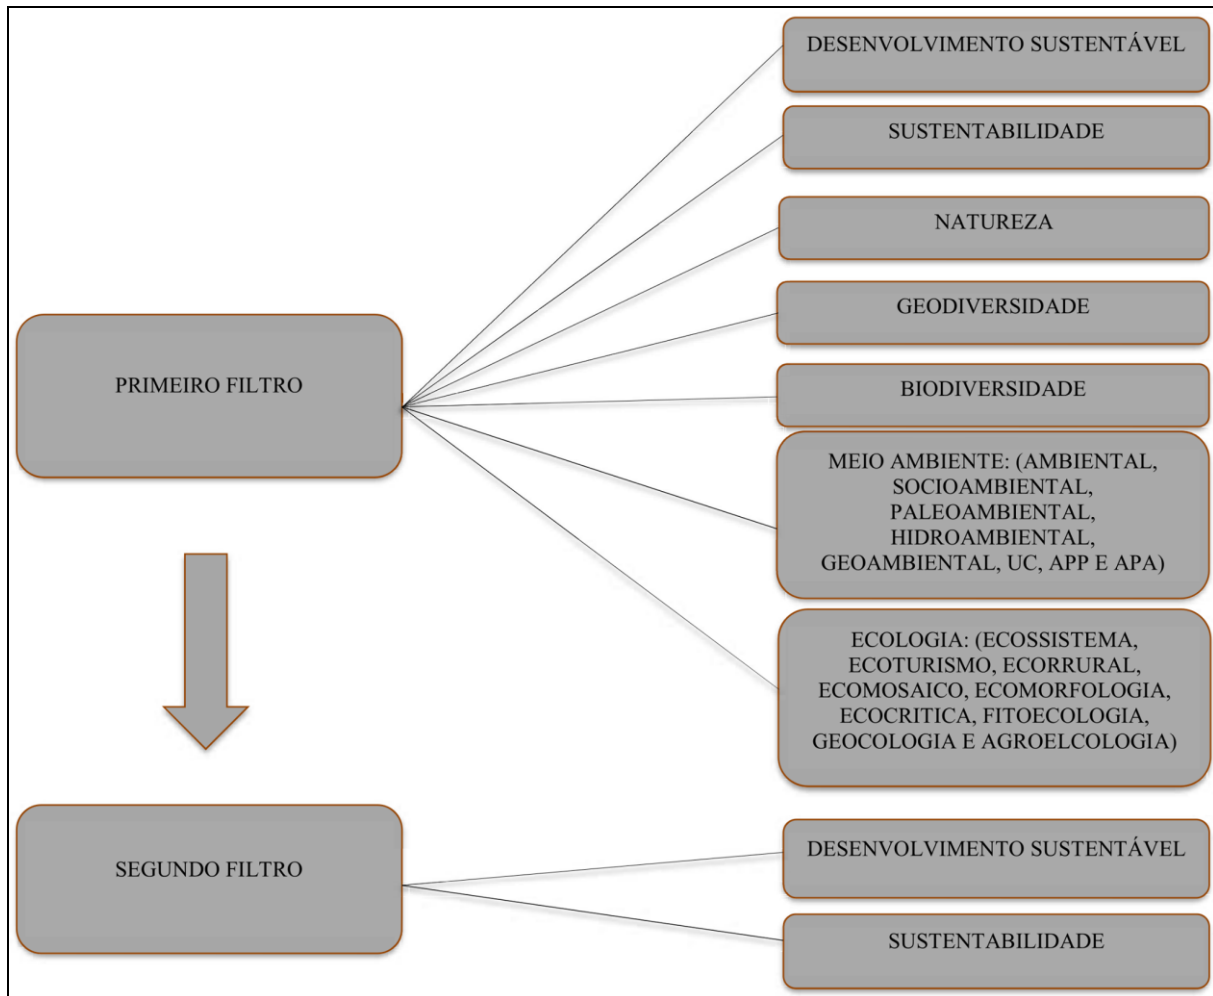 DESENVOLVIMENTO SUSTENTÁVEL
SUSTENTABILIDADE
NATUREZA
GEODIVERSIDADE
PRIMEIRO FILTRO
BIODIVERSIDADE
MEIO AMBIENTE: (AMBIENTAL,
SOCIOAMBIENTAL,
PALEOAMBIENTAL,
HIDROAMBIENTAL,
GEOAMBIENTAL, UC, APP E APA)
ECOLOGIA: (ECOSSISTEMA,
ECOTURISMO, ECORRURAL,
ECOMOSAICO, ECOMORFOLOGIA,
ECOCRITICA, FITOECOLOGIA,
GEOCOLOGIA E AGROELCOLOGIA)
SEGUNDO FILTRO
DESENVOLVIMENTO SUSTENTÁVEL
SUSTENTABILIDADE